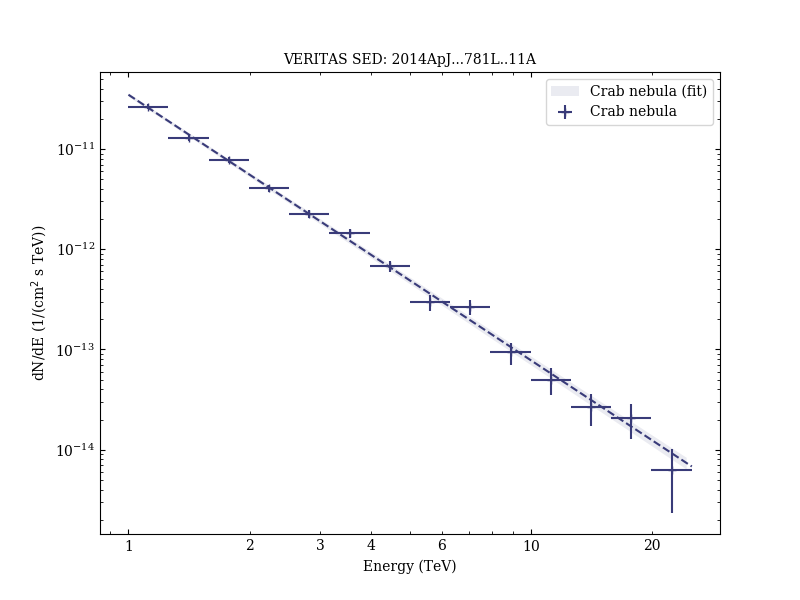 VERITAS SED: 2014ApJ...781L..11A
Crab nebula (fit)
Crab nebula
10⁻¹¹
10⁻¹²
10⁻¹³
10⁻¹⁴
dN/dE (1/(cm² s TeV))
1 2 3 4 6 10 20
Energy (TeV)